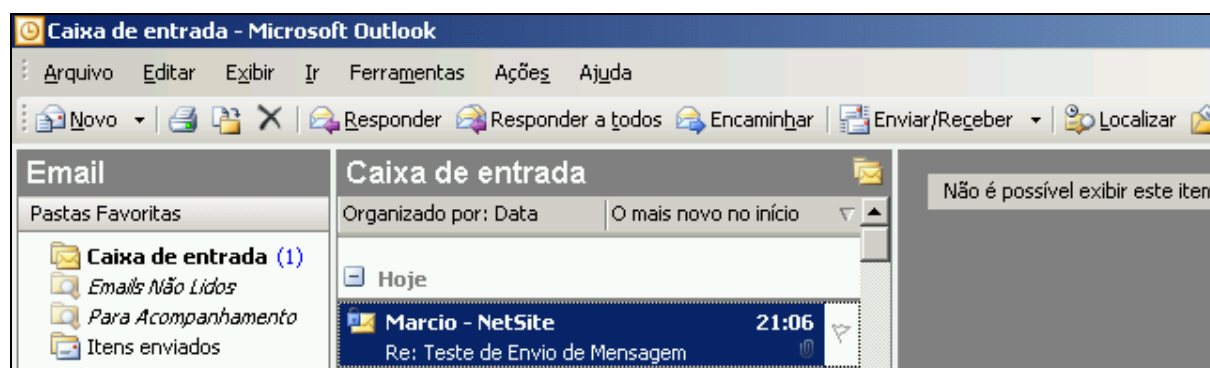 Caixa de entrada - Microsoft Outlook
Arquivo Editar Exibir Ir Ferramentas Ações Ajuda
Novo Responder Responder a todos Encaminhar Enviar/Receber Localizar
Email
Pastas Favoritas
Caixa de entrada (1)
Emails Não Lidos
Para Acompanhamento
Itens enviados
Caixa de entrada
Organizado por: Data O mais novo no início
Hoje
Marcio - NetSite 21:06
Re: Teste de Envio de Mensagem
Não é possível exibir este iten